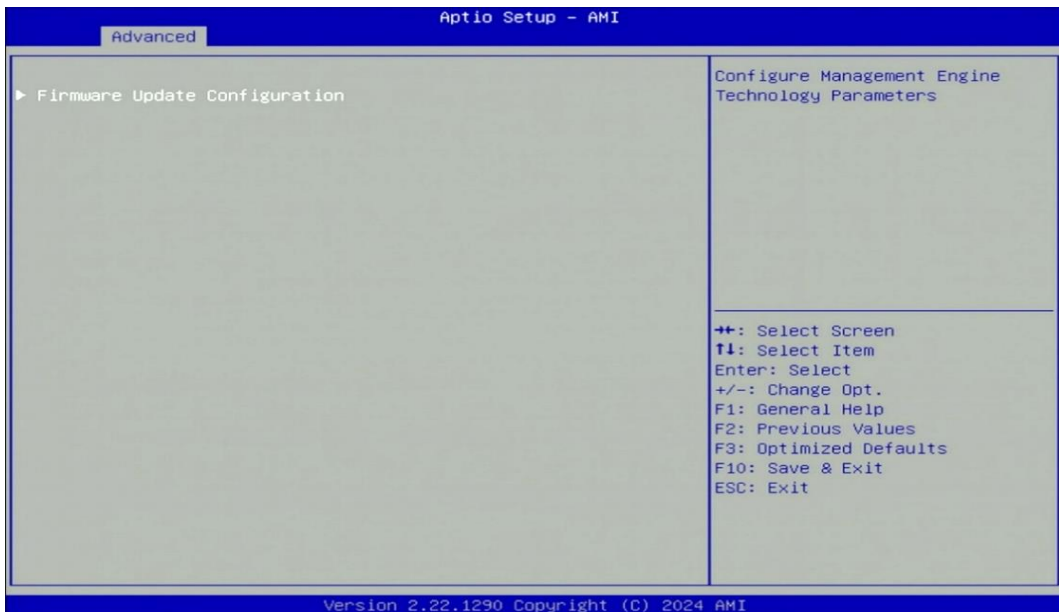 Aptio Setup - AMI
Advanced
▶ Firmware Update Configuration
Configure Management Engine
Technology Parameters
→←: Select Screen
↑↓: Select Item
Enter: Select
+/-: Change Opt.
F1: General Help
F2: Previous Values
F3: Optimized Defaults
F10: Save & Exit
ESC: Exit
Version 2.22.1290 Copyright (C) 2024 AMI